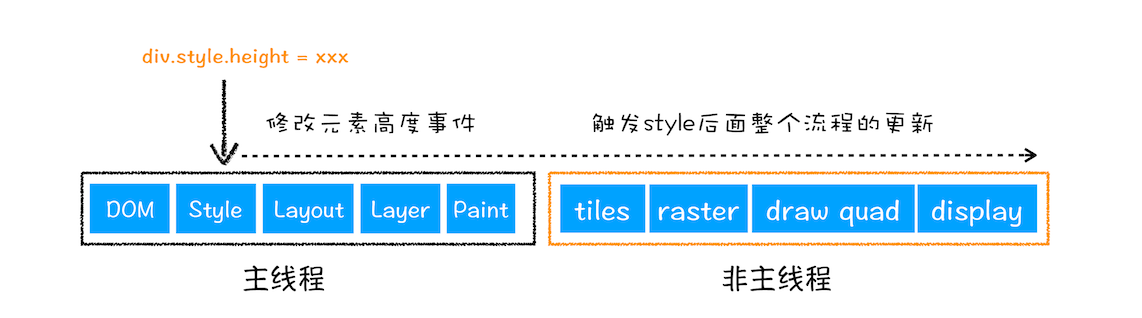 div.style.height = xxx
修改元素高度事件
触发style后面整个流程的更新
DOM Style Layout Layer Paint
tiles raster draw quad display
主线程
非主线程